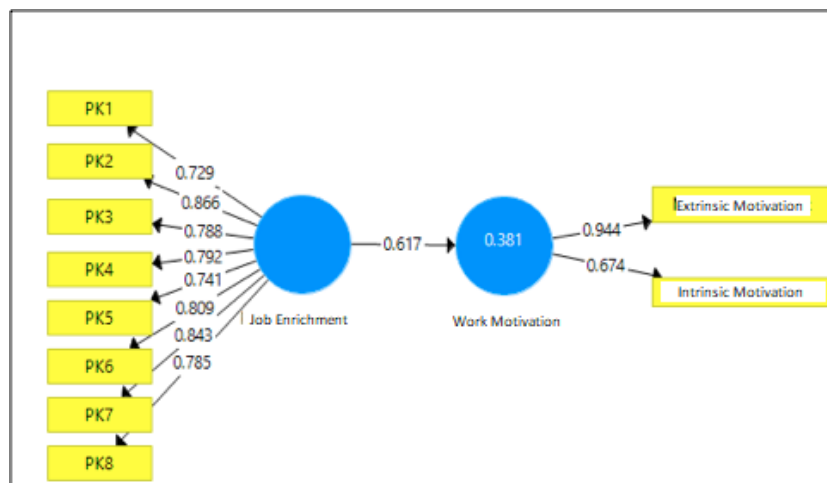 PK1
PK2
PK3
PK4
PK5
PK6
PK7
PK8
0.729
0.866
0.788
0.792
0.741
0.809
0.843
0.785
Job Enrichment
0.617
0.381
Work Motivation
0.944
0.674
Extrinsic Motivation
Intrinsic Motivation